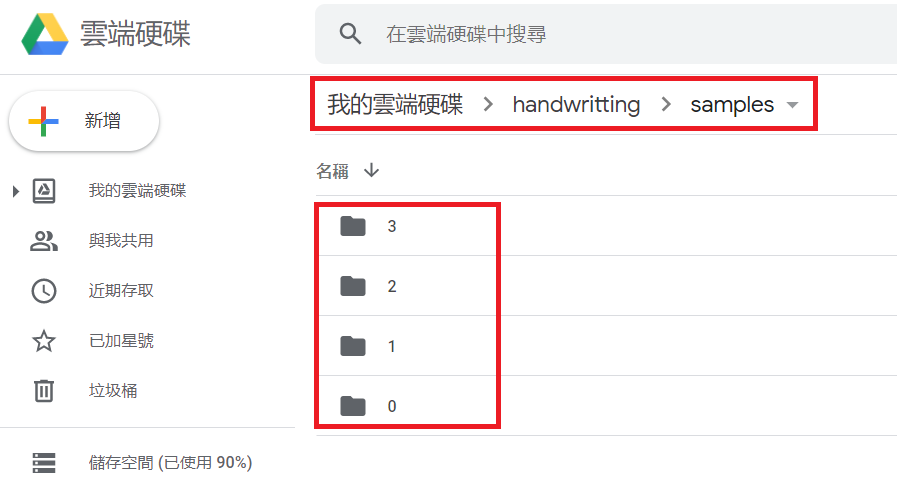 雲端硬碟
在雲端硬碟中搜尋
新增
我的雲端硬碟
與我共用
近期存取
已加星號
垃圾桶
儲存空間 (已使用 90%)
我的雲端硬碟 > handwritting > samples
名稱 ↓
3
2
1
0